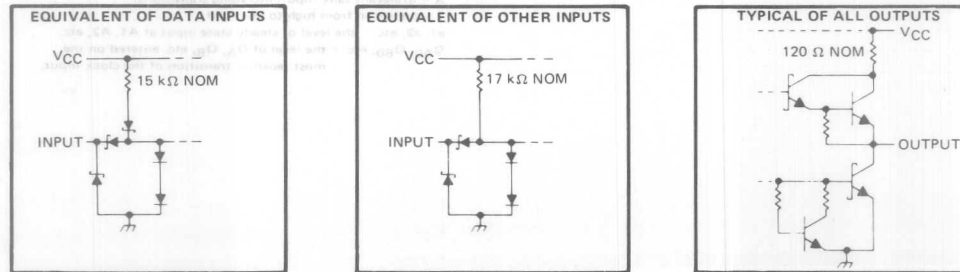 EQUIVALENT OF DATA INPUTS
VCC
15 kΩ NOM
INPUT
EQUIVALENT OF OTHER INPUTS
VCC
17 kΩ NOM
INPUT
TYPICAL OF ALL OUTPUTS
VCC
120 Ω NOM
OUTPUT